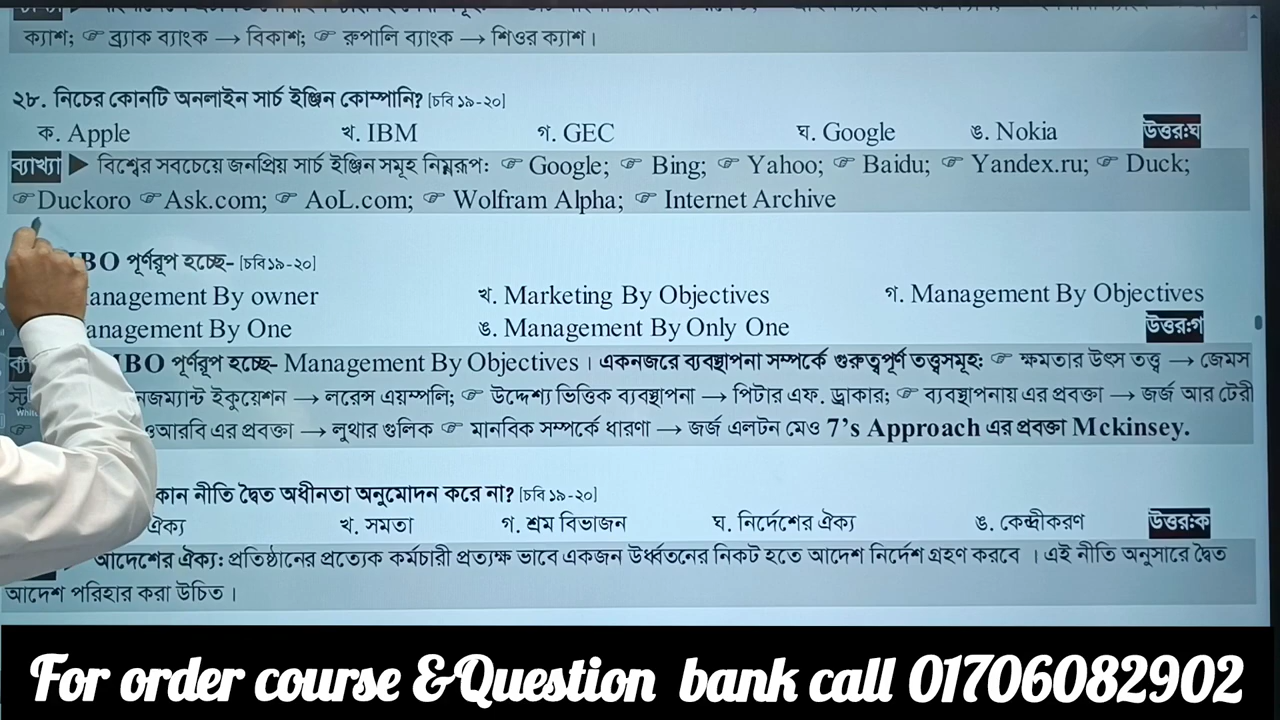 ক্যাশ; ☞ ব্র্যাক ব্যাংক → বিকাশ; ☞ রুপালি ব্যাংক → শিওর ক্যাশ।
২৮. নিচের কোনটি অনলাইন সার্চ ইঞ্জিন কোম্পানি? [চবি ১৯-২০]
ক. Apple খ. IBM গ. GEC ঘ. Google ঙ. Nokia উত্তর:ঘ
ব্যাখ্যা ▶ বিশ্বের সবচেয়ে জনপ্রিয় সার্চ ইঞ্জিন সমূহ নিম্নরূপ: ☞ Google; ☞ Bing; ☞ Yahoo; ☞ Baidu; ☞ Yandex.ru; ☞ Duck;
☞ Duckoro ☞ Ask.com; ☞ AoL.com; ☞ Wolfram Alpha; ☞ Internet Archive
BO পূর্ণরূপ হচ্ছে- [চবি ১৯-২০]
anagement By owner খ. Marketing By Objectives গ. Management By Objectives
anagement By One ঙ. Management By Only One উত্তর:গ
BO পূর্ণরূপ হচ্ছে- Management By Objectives । একনজরে ব্যবস্থাপনা সম্পর্কে গুরুত্বপূর্ণ তত্ত্বসমূহ: ☞ ক্ষমতার উৎস তত্ত্ব → জেমস
নজম্যান্ট ইকুয়েশন → লরেন্স এয়ম্পলি; ☞ উদ্দেশ্য ভিত্তিক ব্যবস্থাপনা → পিটার এফ. ড্রাকার; ☞ ব্যবস্থাপনায় এর প্রবক্তা → জর্জ আর টেরী
ওআরবি এর প্রবক্তা → লুথার গুলিক ☞ মানবিক সম্পর্কে ধারণা → জর্জ এলটন মেও 7's Approach এর প্রবক্তা Mckinsey.
কোন নীতি দ্বৈত অধীনতা অনুমোদন করে না? [চবি ১৯-২০]
ঐক্য খ. সমতা গ. শ্রম বিভাজন ঘ. নির্দেশের ঐক্য ঙ. কেন্দ্রীকরণ উত্তর:ক
আদেশের ঐক্য: প্রতিষ্ঠানের প্রত্যেক কর্মচারী প্রত্যক্ষ ভাবে একজন উর্ধ্বতনের নিকট হতে আদেশ নির্দেশ গ্রহণ করবে । এই নীতি অনুসারে দ্বৈত
আদেশ পরিহার করা উচিত ।
For order course &Question bank call 01706082902